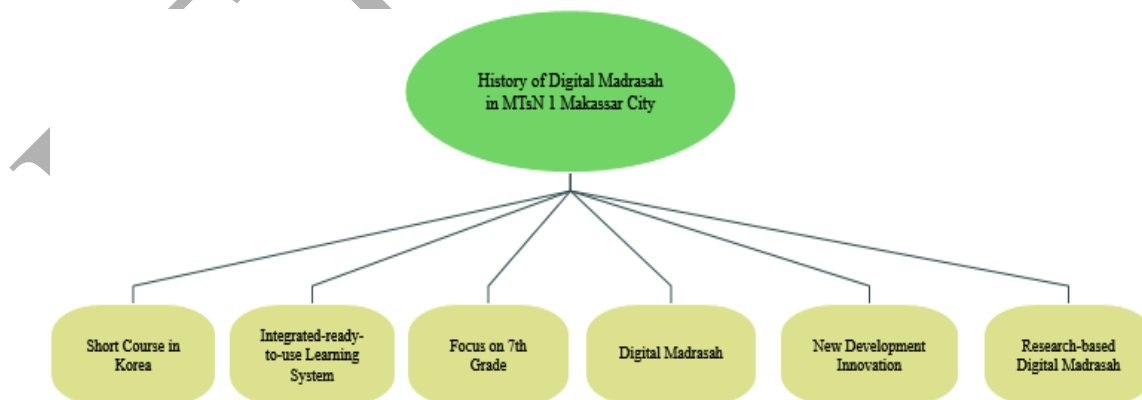 History of Digital Madrasah
in MTsN 1 Makassar City
Short Course in
Korea
Integrated-ready-
to-use Learning
System
Focus on 7th
Grade
Digital Madrasah
New Development
Innovation
Research-based
Digital Madrasah